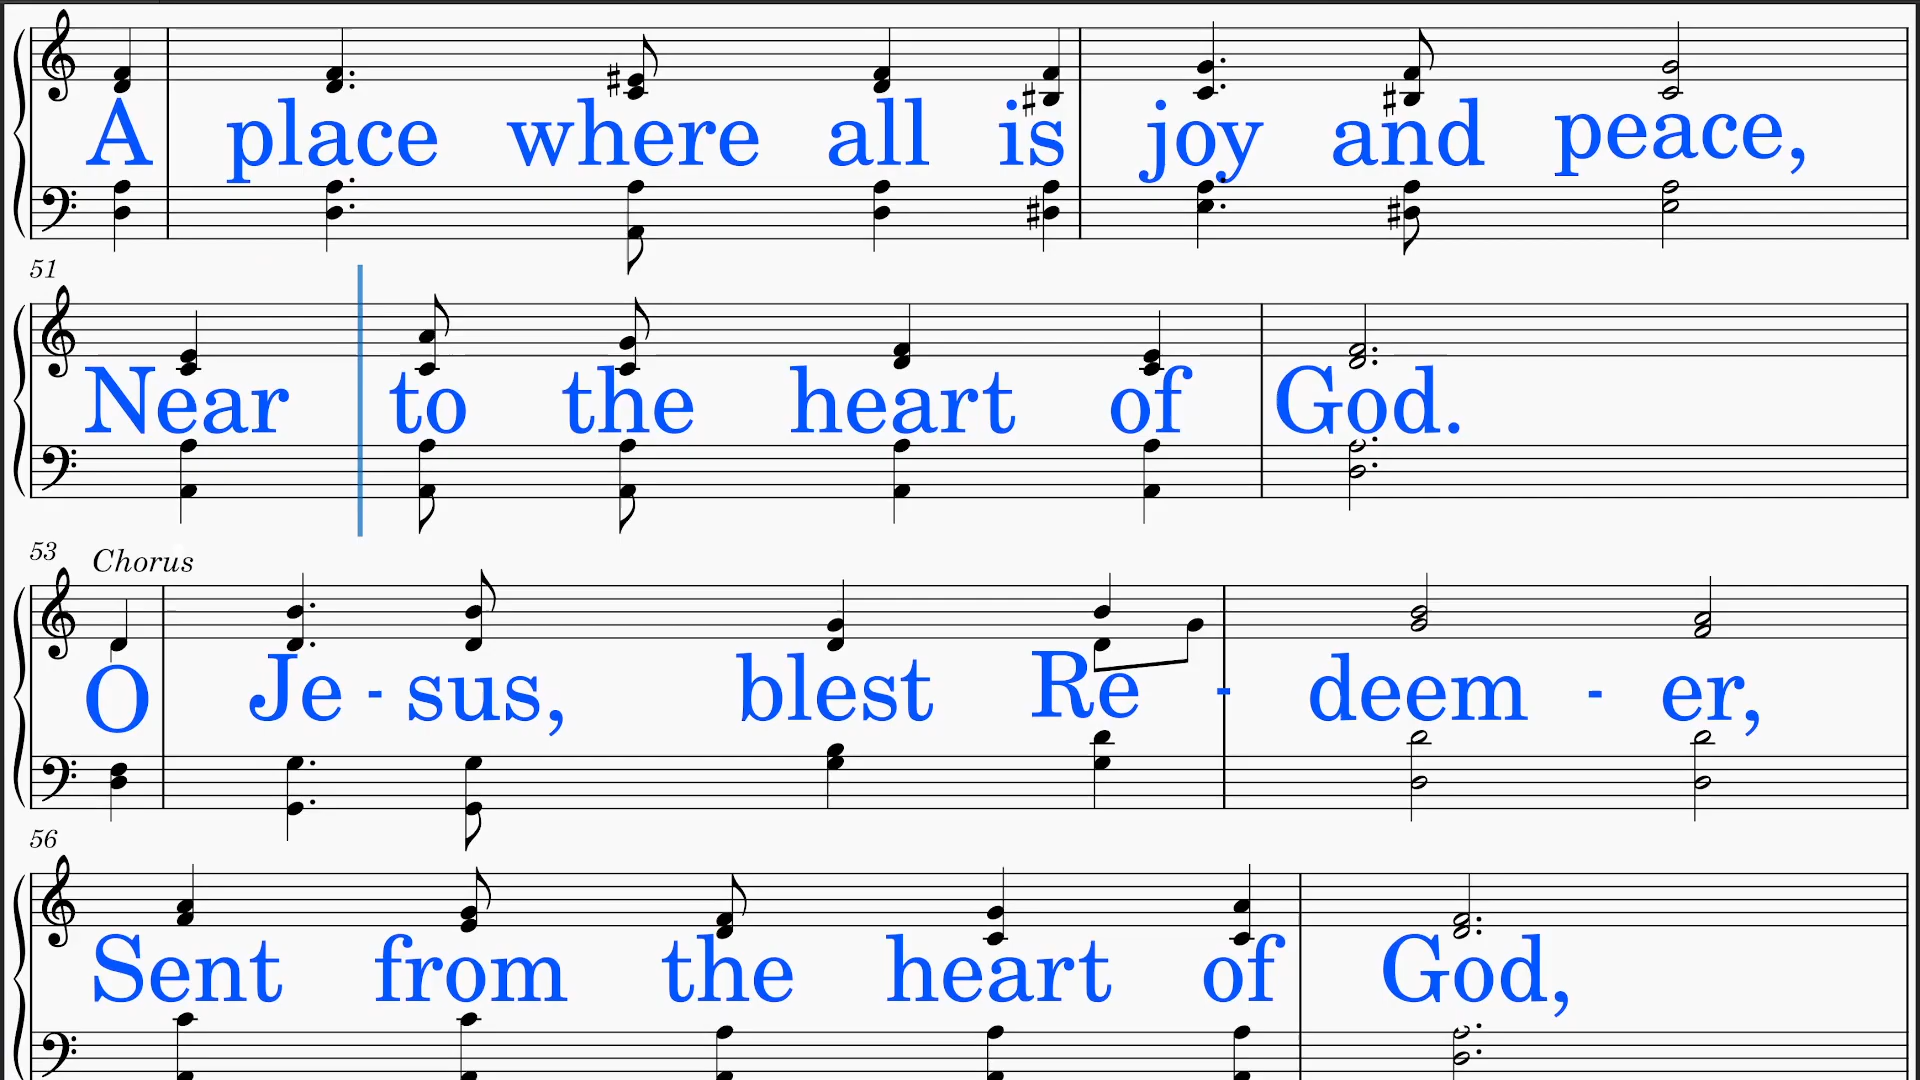 A place where all is joy and peace,
51
Near to the heart of God.
53 Chorus
O Je - sus, blest Re - deem - er,
56
Sent from the heart of God,